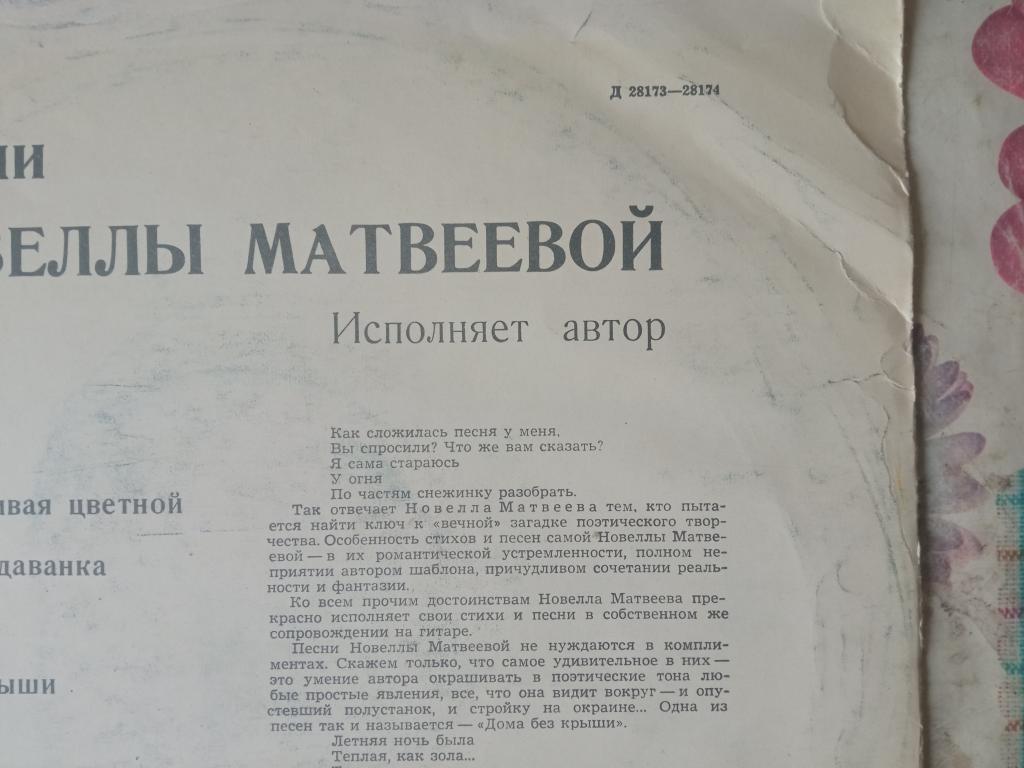 Д 28173—28174
МАТВЕЕВОЙ
Исполняет автор
цветной
Как сложилась песня у меня,
Вы спросили? Что же вам сказать?
Я сама стараюсь
У огня
По частям снежинку разобрать.
Так отвечает Новелла Матвеева тем, кто пыта-
ется найти ключ к «вечной» загадке поэтического твор-
чества. Особенность стихов и песен самой Новеллы Матве-
евой — в их романтической устремленности, полном не-
приятии автором шаблона, причудливом сочетании реаль-
ности и фантазии.
Ко всем прочим достоинствам Новелла Матвеева пре-
красно исполняет свои стихи и песни в собственном же
сопровождении на гитаре.
Песни Новеллы Матвеевой не нуждаются в компли-
ментах. Скажем только, что самое удивительное в них —
это умение автора окрашивать в поэтические тона лю-
бые простые явления, все, что она видит вокруг — и опу-
стевший полустанок, и стройку на окраине... Одна из
песен так и называется — «Дома без крыши».
Летняя ночь была
Теплая, как зола...